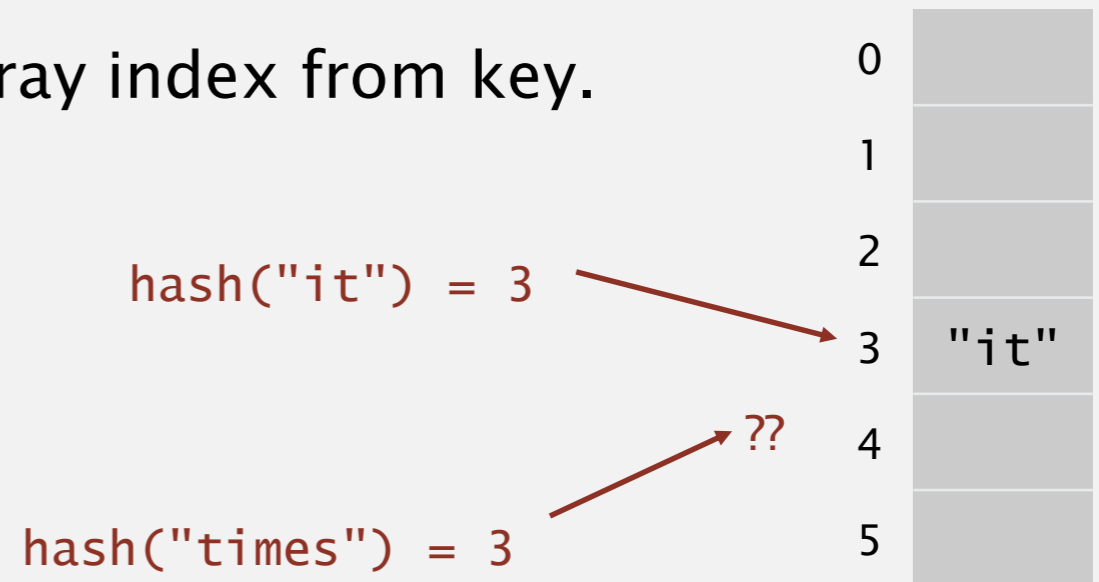 ray index from key.
hash("it") = 3
??
hash("times") = 3
0
1
2
3 "it"
4
5